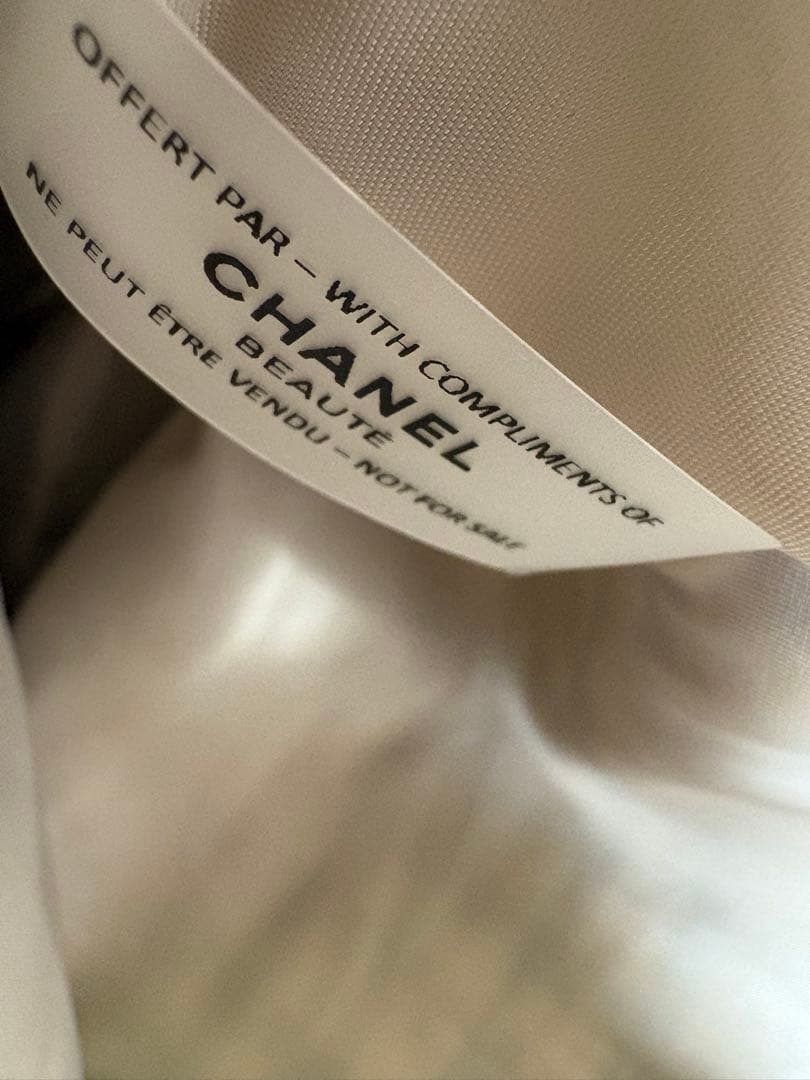 OFFERT PAR – WITH COMPLIMENTS OF
CHANEL
BEAUTÉ
NE PEUT ÊTRE VENDU – NOT FOR SALE